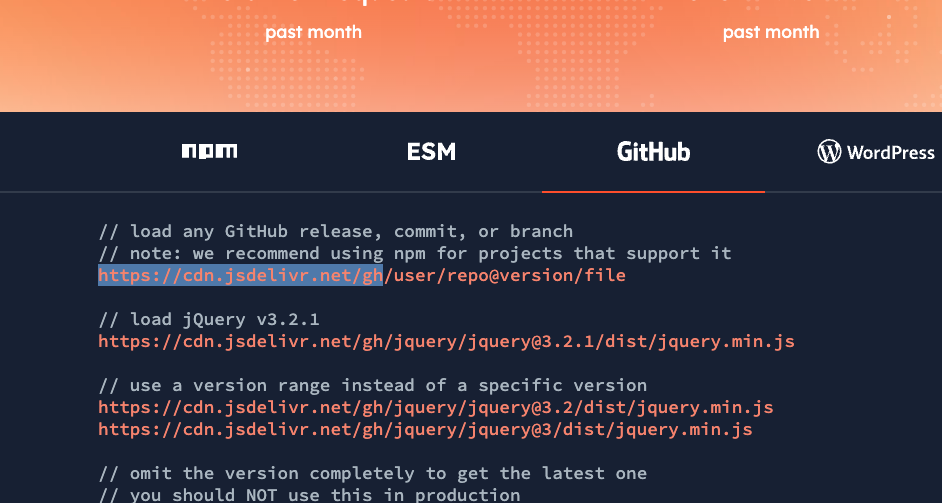 past month past month
npm ESM GitHub WordPress
// load any GitHub release, commit, or branch
// note: we recommend using npm for projects that support it
https://cdn.jsdelivr.net/gh/user/repo@version/file
// load jQuery v3.2.1
https://cdn.jsdelivr.net/gh/jquery/jquery@3.2.1/dist/jquery.min.js
// use a version range instead of a specific version
https://cdn.jsdelivr.net/gh/jquery/jquery@3.2/dist/jquery.min.js
https://cdn.jsdelivr.net/gh/jquery/jquery@3/dist/jquery.min.js
// omit the version completely to get the latest one
// you should NOT use this in production